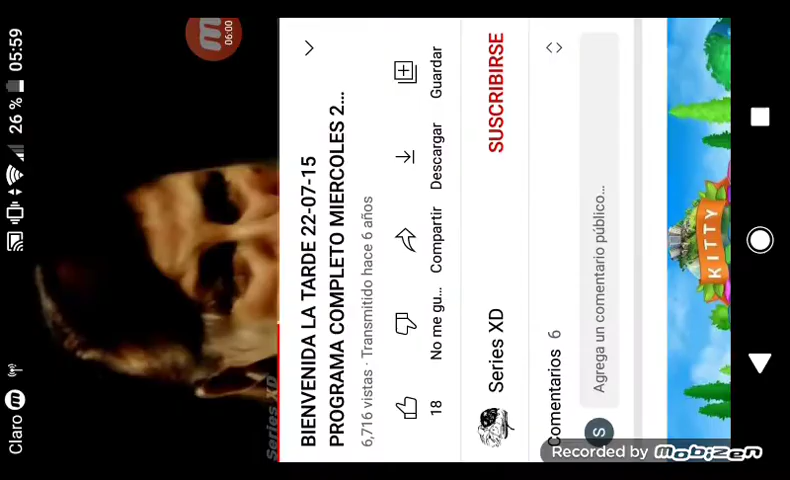 Claro
26 %
05:59
06:00
Series XD
BIENVENIDA LA TARDE 22-07-15
PROGRAMA COMPLETO MIERCOLES 2...
6,716 vistas · Transmitido hace 6 años
18
No me gu...
Compartir
Descargar
Guardar
Series XD
SUSCRIBIRSE
Comentarios 6
S
Agrega un comentario público...
KITTY
Recorded by mobizen